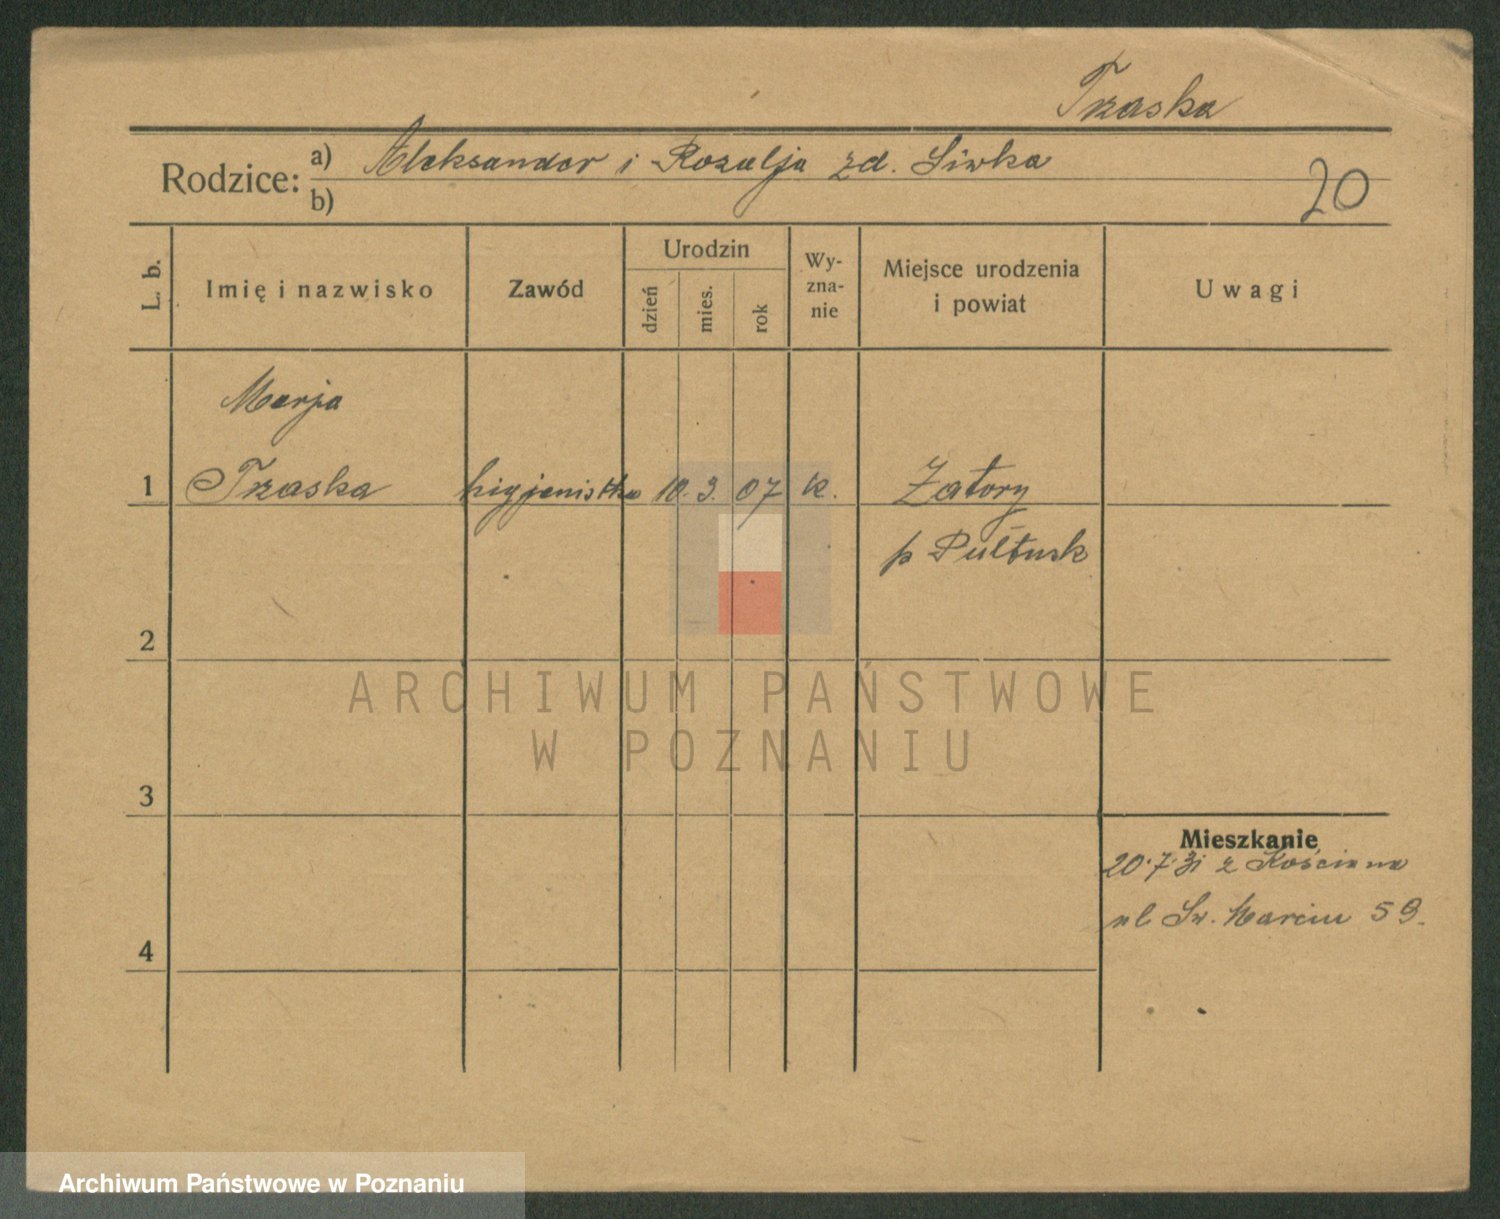 Trzaska
Rodzice: a) Aleksander i Rozalja zd. Siwka
b)
20
L. b.
Imię i nazwisko
Zawód
Urodzin
dzień
mies.
rok
Wy-
zna-
nie
Miejsce urodzenia
i powiat
Uwagi
Marja
1 Trzaska higjenistka 10. 3. 07 k. Zatory
p Pułtusk
2
3
4
Mieszkanie
20.7.31 z Kościana
ul Św. Marcin 59.
ARCHIWUM PAŃSTWOWE
W POZNANIU
Archiwum Państwowe w Poznaniu